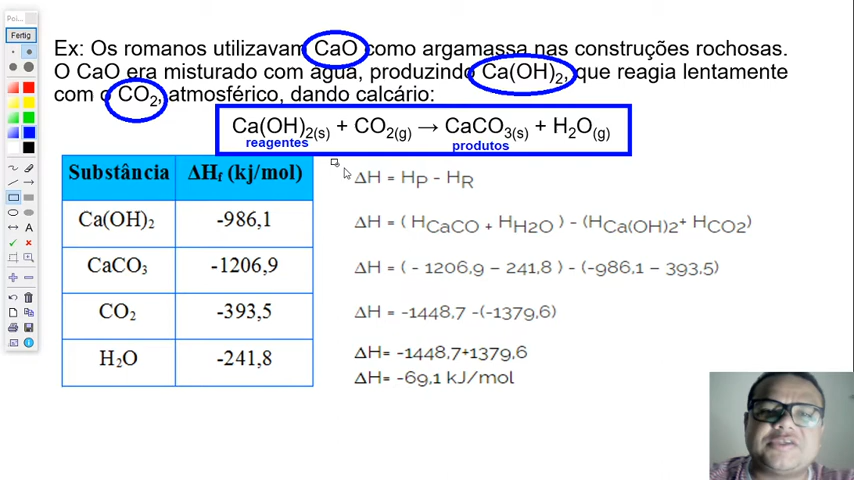 Poi...
Fertig
Ex: Os romanos utilizavam CaO como argamassa nas construções rochosas.
O CaO era misturado com água, produzindo Ca(OH)₂, que reagia lentamente
com o CO₂, atmosférico, dando calcário:
Ca(OH)₂₍ₛ₎ + CO₂(g) → CaCO₃₍ₛ₎ + H₂O(g)
reagentes produtos
Substância ΔHf (kj/mol)
Ca(OH)₂ -986,1
CaCO₃ -1206,9
CO₂ -393,5
H₂O -241,8
ΔH = HP - HR
ΔH = ( HCaCO + HH2O ) - (HCa(OH)2+ HCO2)
ΔH = ( - 1206,9 – 241,8 ) - (-986,1 – 393,5)
ΔH = -1448,7 -(-1379,6)
ΔH= -1448,7+1379,6
ΔH= -69,1 kJ/mol